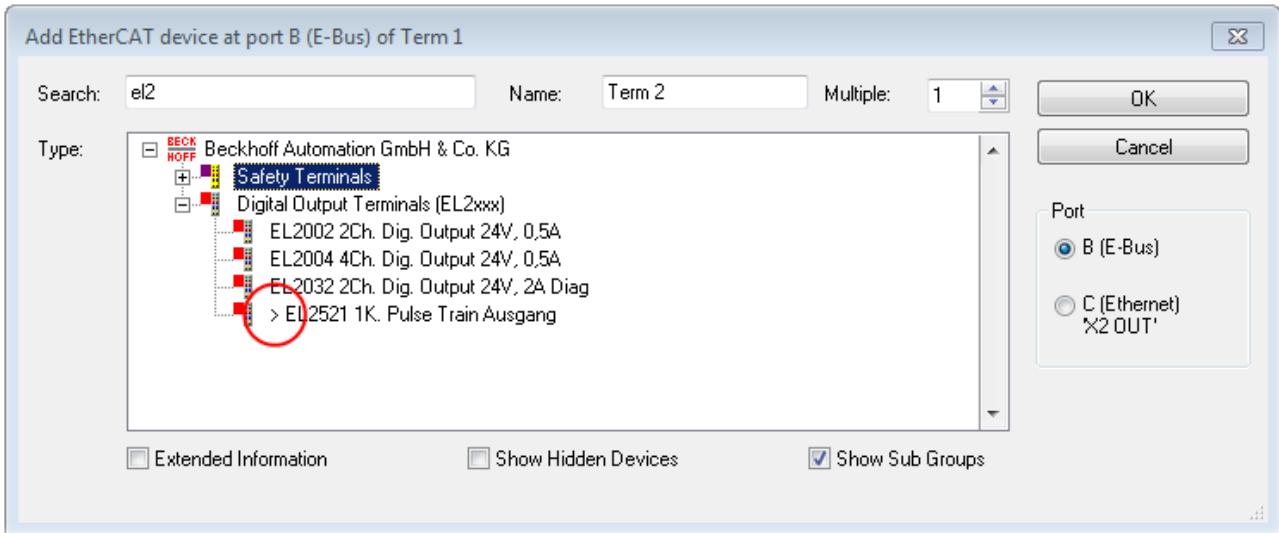 Add EtherCAT device at port B (E-Bus) of Term 1
Search: el2 Name: Term 2 Multiple: 1 OK
Type: BECKHOFF Beckhoff Automation GmbH & Co. KG Cancel
Safety Terminals
Digital Output Terminals (EL2xxx) Port
EL2002 2Ch. Dig. Output 24V, 0,5A B (E-Bus)
EL2004 4Ch. Dig. Output 24V, 0,5A
EL2032 2Ch. Dig. Output 24V, 2A Diag C (Ethernet)
> EL2521 1K. Pulse Train Ausgang 'X2 OUT'
Extended Information Show Hidden Devices Show Sub Groups